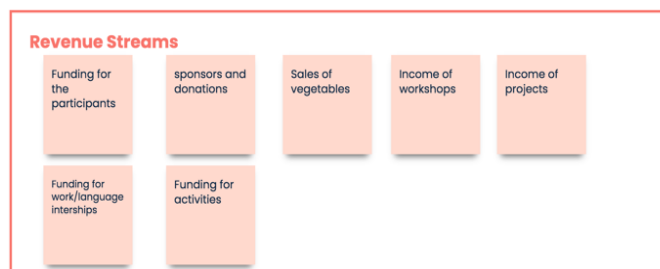 Revenue Streams
Funding for
the
participants
sponsors and
donations
Sales of
vegetables
Income of
workshops
Income of
projects
Funding for
work/language
interships
Funding for
activities